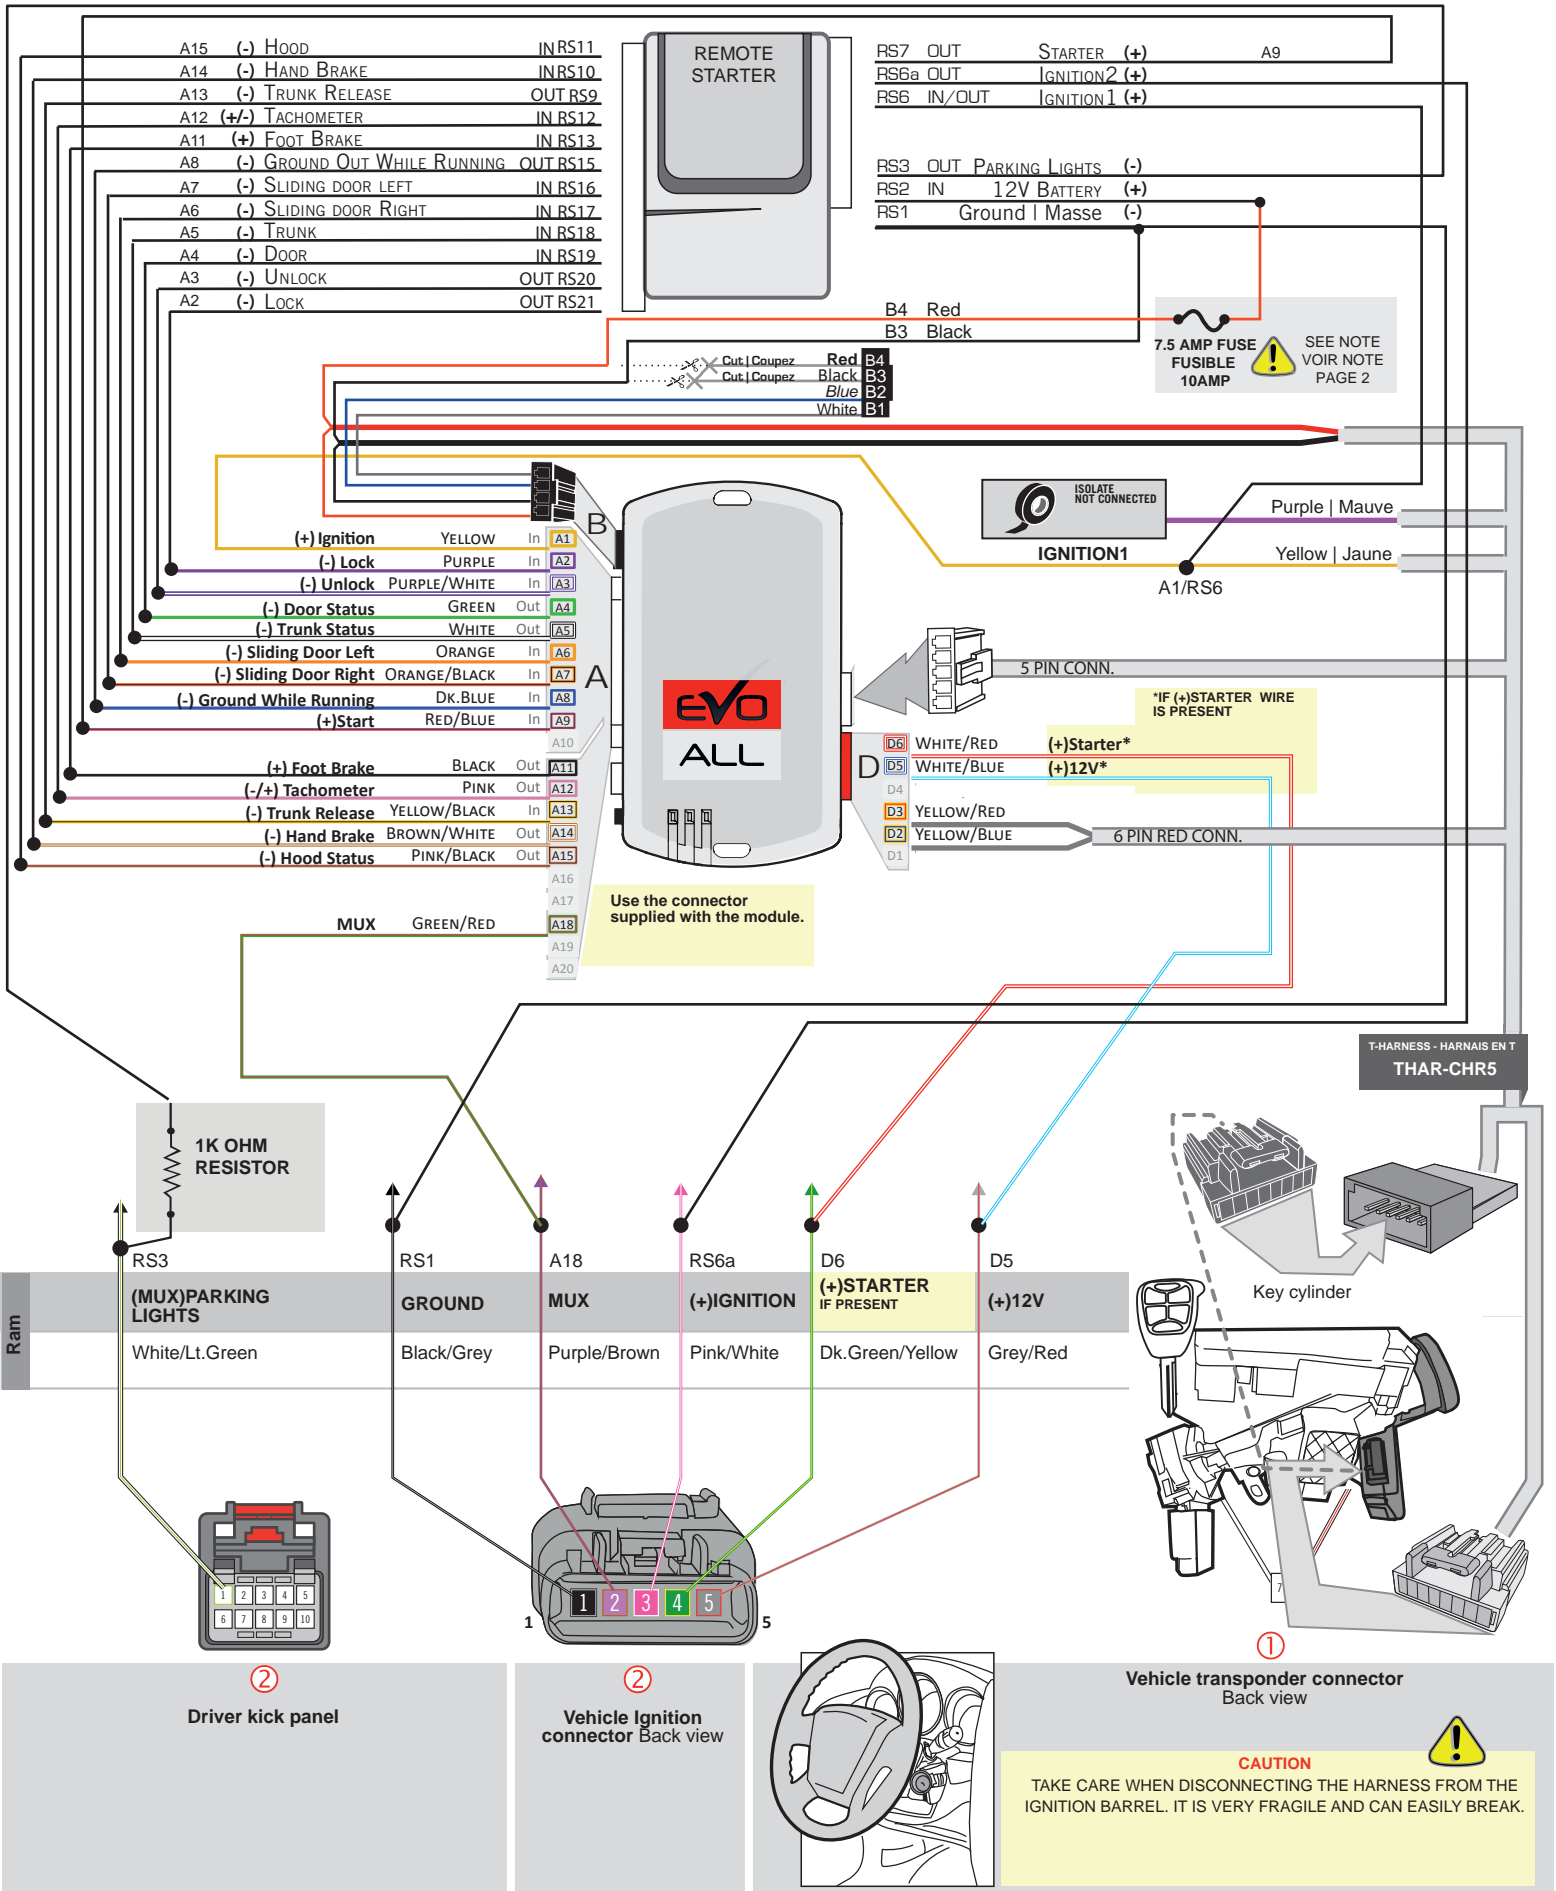 A15 (-) HOOD IN RS11
A14 (-) HAND BRAKE IN RS10
A13 (-) TRUNK RELEASE OUT RS9
A12 (+/-) TACHOMETER IN RS12
A11 (+) FOOT BRAKE IN RS13
A8 (-) GROUND OUT WHILE RUNNING OUT RS15
A7 (-) SLIDING DOOR LEFT IN RS16
A6 (-) SLIDING DOOR RIGHT IN RS17
A5 (-) TRUNK IN RS18
A4 (-) DOOR IN RS19
A3 (-) UNLOCK OUT RS20
A2 (-) LOCK OUT RS21
REMOTE
STARTER
RS7 OUT STARTER (+) A9
RS6a OUT IGNITION2 (+)
RS6 IN/OUT IGNITION1 (+)
RS3 OUT PARKING LIGHTS (-)
RS2 IN 12V BATTERY (+)
RS1 Ground | Masse (-)
B4 Red
B3 Black
7.5 AMP FUSE
FUSIBLE
10AMP
SEE NOTE
VOIR NOTE
PAGE 2
Cut | Coupez Red B4
Cut | Coupez Black B3
Blue B2
White B1
ISOLATE
NOT CONNECTED
Purple | Mauve
IGNITION1
Yellow | Jaune
A1/RS6
B
A
(+) Ignition YELLOW In A1
(-) Lock PURPLE In A2
(-) Unlock PURPLE/WHITE In A3
(-) Door Status GREEN Out A4
(-) Trunk Status WHITE Out A5
(-) Sliding Door Left ORANGE In A6
(-) Sliding Door Right ORANGE/BLACK In A7
(-) Ground While Running DK.BLUE In A8
(+)Start RED/BLUE In A9
A10
(+) Foot Brake BLACK Out A11
(-/+) Tachometer PINK Out A12
(-) Trunk Release YELLOW/BLACK In A13
(-) Hand Brake BROWN/WHITE Out A14
(-) Hood Status PINK/BLACK Out A15
A16
A17
MUX GREEN/RED A18
A19
A20
EVO
ALL
Use the connector
supplied with the module.
5 PIN CONN.
*IF (+)STARTER WIRE
IS PRESENT
D
D6 WHITE/RED (+)Starter*
D5 WHITE/BLUE (+)12V*
D4
D3 YELLOW/RED
D2 YELLOW/BLUE
D1
6 PIN RED CONN.
T-HARNESS - HARNAIS EN T
THAR-CHR5
1K OHM
RESISTOR
Key cylinder
RS3 RS1 A18 RS6a D6 D5
Ram
(MUX)PARKING
LIGHTS
GROUND
MUX
(+)IGNITION
(+)STARTER
IF PRESENT
(+)12V
White/Lt.Green Black/Grey Purple/Brown Pink/White Dk.Green/Yellow Grey/Red
1 2 3 4 5
6 7 8 9 10
1 2 3 4 5
1 5
7
②
Driver kick panel
②
Vehicle Ignition
connector Back view
①
Vehicle transponder connector
Back view
CAUTION
TAKE CARE WHEN DISCONNECTING THE HARNESS FROM THE
IGNITION BARREL. IT IS VERY FRAGILE AND CAN EASILY BREAK.